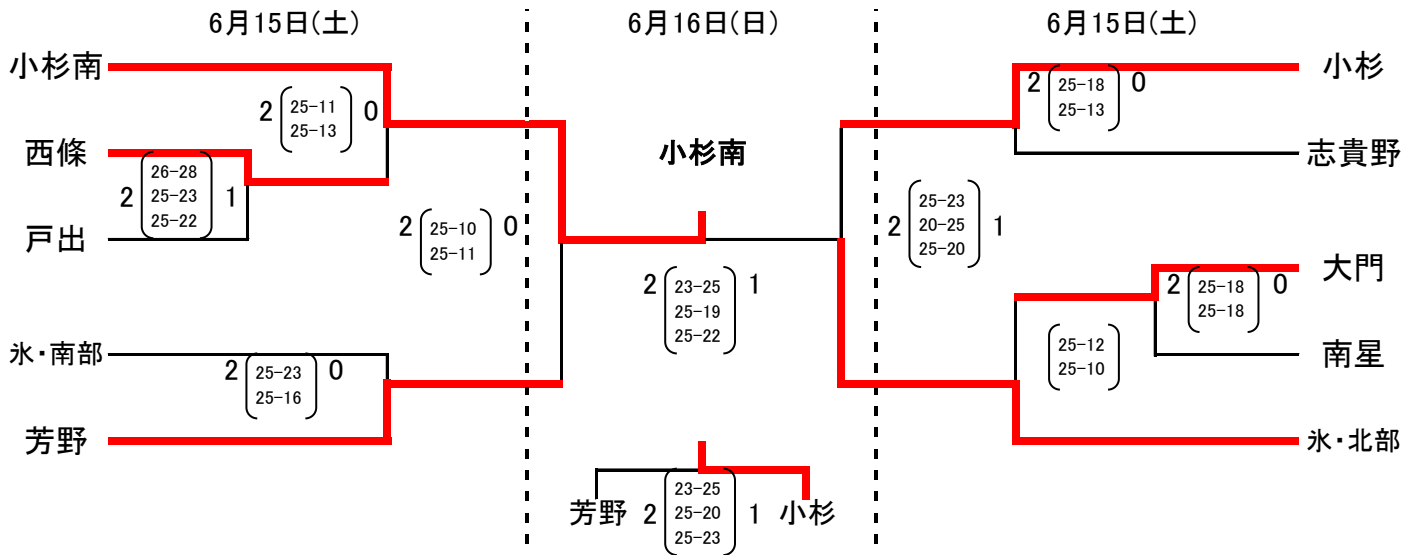 6月15日(土)
6月16日(日)
6月15日(土)
小杉南
2 25-11 0
25-13
西條
2 26-28 1
25-23
25-22
戸出
2 25-10 0
25-11
氷・南部
2 25-23 0
25-16
芳野
小杉南
2 23-25 1
25-19
25-22
芳野 2 23-25 1 小杉
25-20
25-23
小杉
2 25-18 0
25-13
志貴野
2 25-23 1
20-25
25-20
大門
2 25-18 0
25-18
南星
25-12
25-10
氷・北部